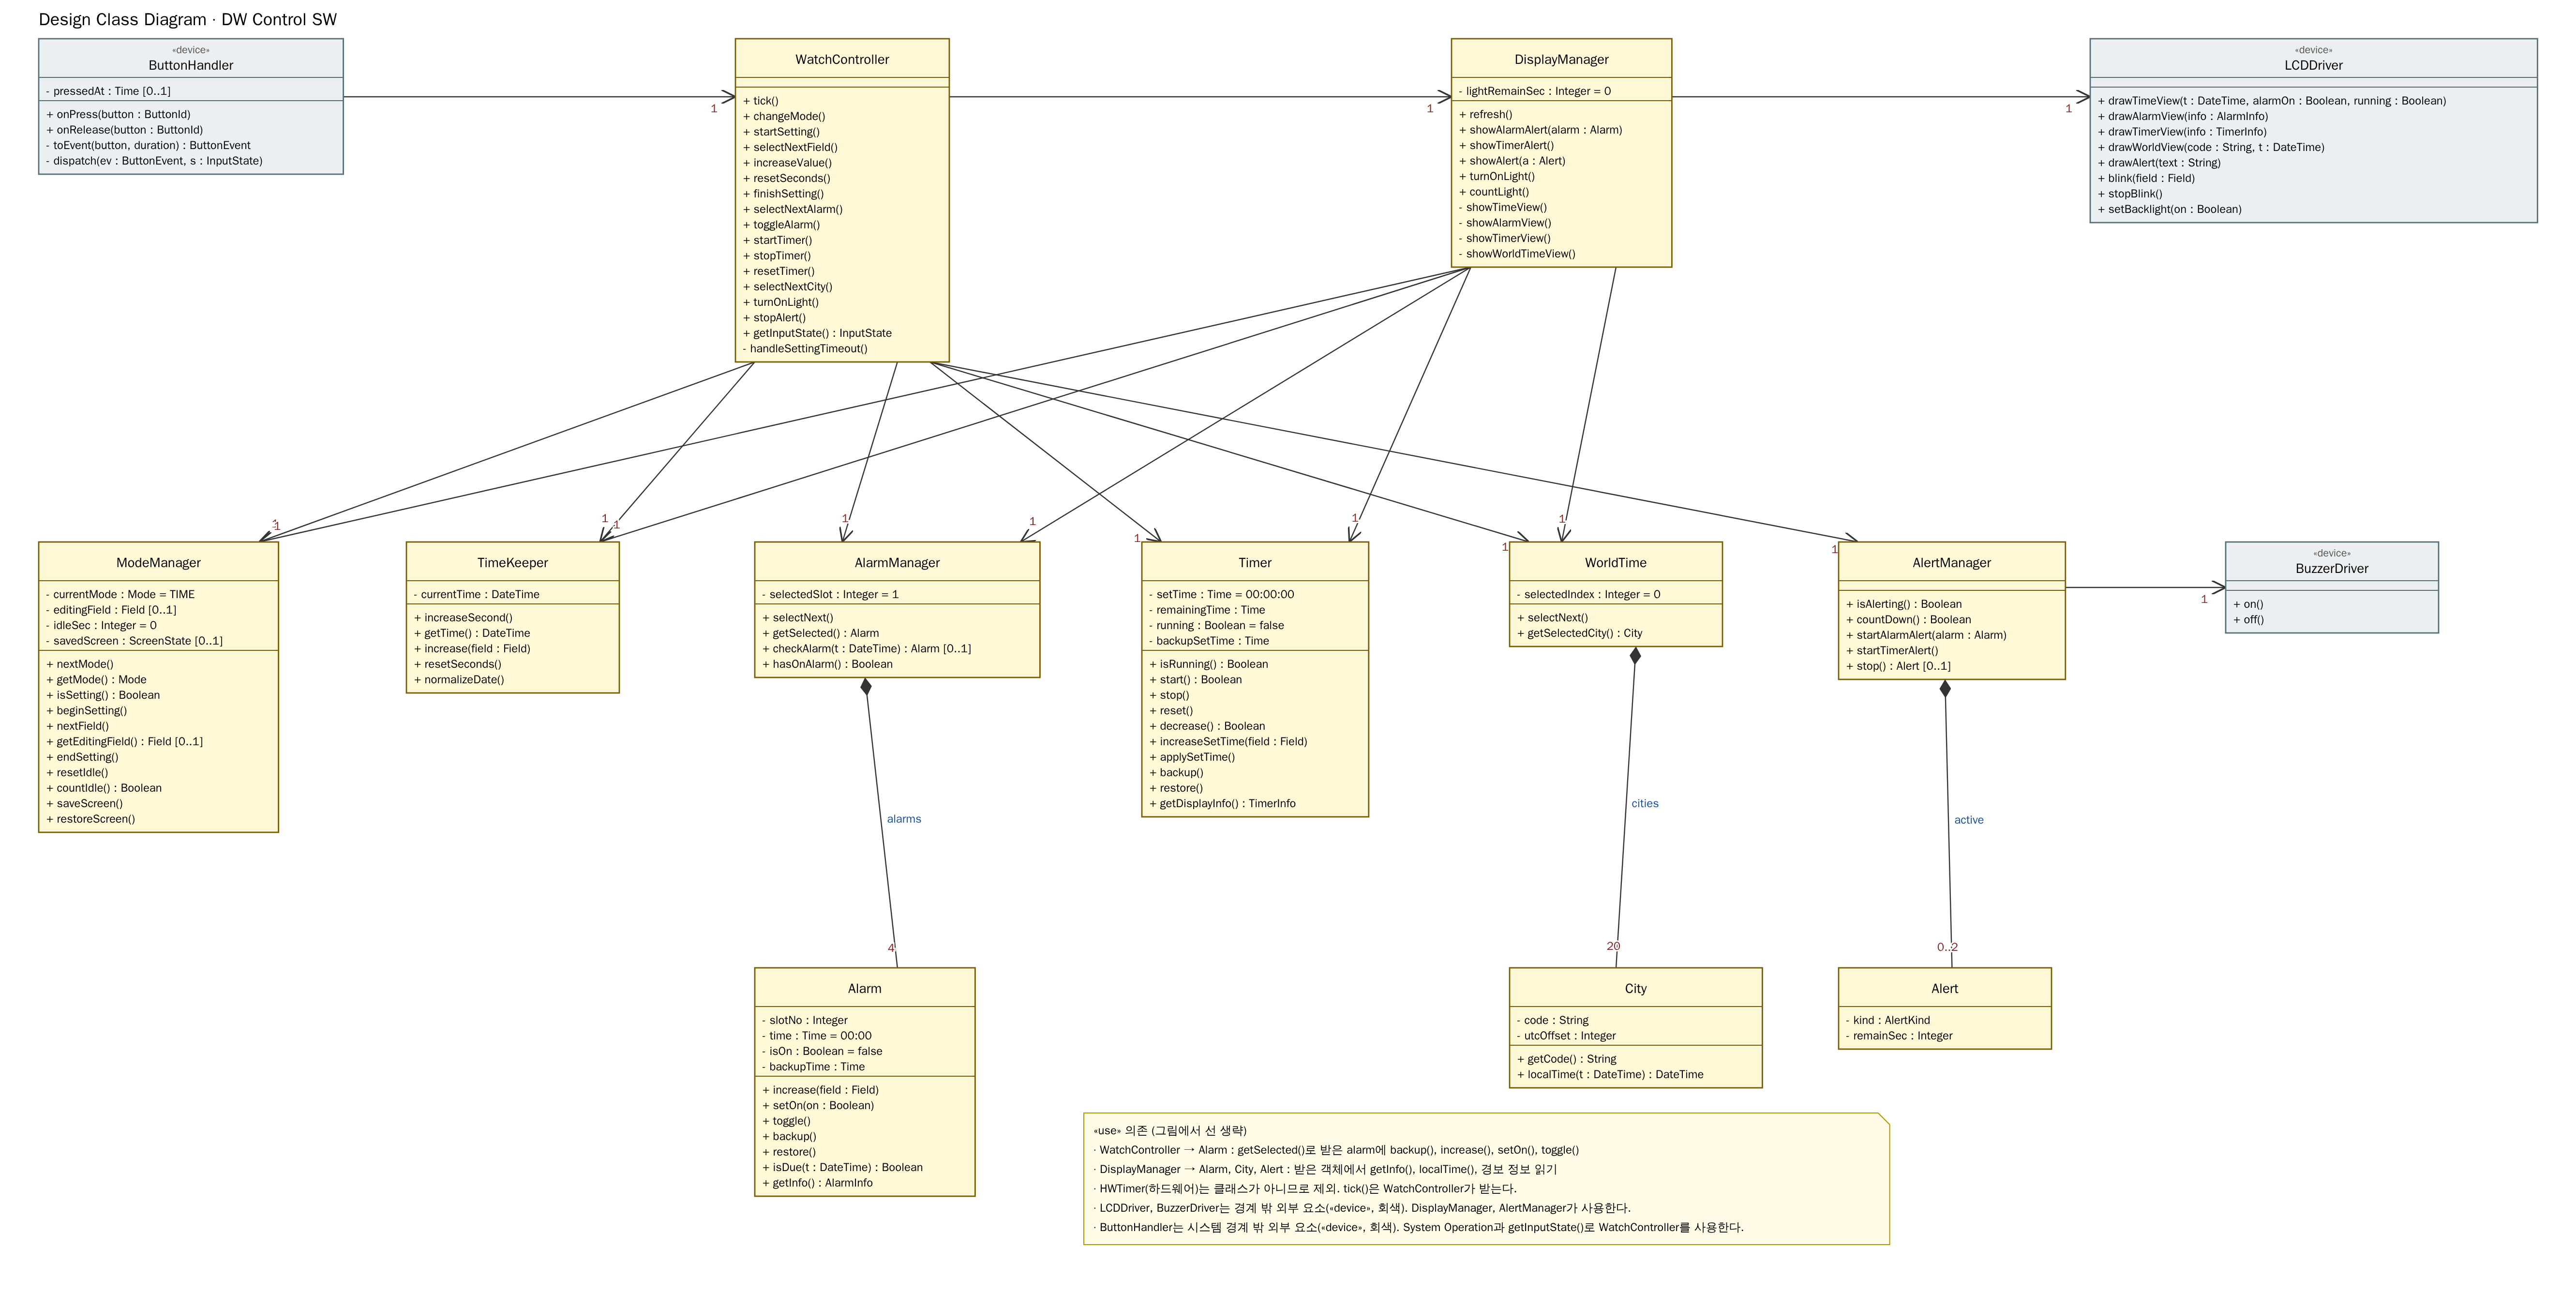 Design Class Diagram · DW Control SW
«device»
ButtonHandler
- pressedAt : Time [0..1]
+ onPress(button : ButtonId)
+ onRelease(button : ButtonId)
- toEvent(button, duration) : ButtonEvent
- dispatch(ev : ButtonEvent, s : InputState)
1
WatchController
+ tick()
+ changeMode()
+ startSetting()
+ selectNextField()
+ increaseValue()
+ resetSeconds()
+ finishSetting()
+ selectNextAlarm()
+ toggleAlarm()
+ startTimer()
+ stopTimer()
+ resetTimer()
+ selectNextCity()
+ turnOnLight()
+ stopAlert()
+ getInputState() : InputState
- handleSettingTimeout()
1
DisplayManager
- lightRemainSec : Integer = 0
+ refresh()
+ showAlarmAlert(alarm : Alarm)
+ showTimerAlert()
+ showAlert(a : Alert)
+ turnOnLight()
+ countLight()
- showTimeView()
- showAlarmView()
- showTimerView()
- showWorldTimeView()
1
«device»
LCDDriver
+ drawTimeView(t : DateTime, alarmOn : Boolean, running : Boolean)
+ drawAlarmView(info : AlarmInfo)
+ drawTimerView(info : TimerInfo)
+ drawWorldView(code : String, t : DateTime)
+ drawAlert(text : String)
+ blink(field : Field)
+ stopBlink()
+ setBacklight(on : Boolean)
1
1
ModeManager
- currentMode : Mode = TIME
- editingField : Field [0..1]
- idleSec : Integer = 0
- savedScreen : ScreenState [0..1]
+ nextMode()
+ getMode() : Mode
+ isSetting() : Boolean
+ beginSetting()
+ nextField()
+ getEditingField() : Field [0..1]
+ endSetting()
+ resetIdle()
+ countIdle() : Boolean
+ saveScreen()
+ restoreScreen()
1
1
TimeKeeper
- currentTime : DateTime
+ increaseSecond()
+ getTime() : DateTime
+ increase(field : Field)
+ resetSeconds()
+ normalizeDate()
1
1
AlarmManager
- selectedSlot : Integer = 1
+ selectNext()
+ getSelected() : Alarm
+ checkAlarm(t : DateTime) : Alarm [0..1]
+ hasOnAlarm() : Boolean
1
1
Timer
- setTime : Time = 00:00:00
- remainingTime : Time
- running : Boolean = false
- backupSetTime : Time
+ isRunning() : Boolean
+ start() : Boolean
+ stop()
+ reset()
+ decrease() : Boolean
+ increaseSetTime(field : Field)
+ applySetTime()
+ backup()
+ restore()
+ getDisplayInfo() : TimerInfo
1
1
WorldTime
- selectedIndex : Integer = 0
+ selectNext()
+ getSelectedCity() : City
1
AlertManager
+ isAlerting() : Boolean
+ countDown() : Boolean
+ startAlarmAlert(alarm : Alarm)
+ startTimerAlert()
+ stop() : Alert [0..1]
1
«device»
BuzzerDriver
+ on()
+ off()
alarms
4
cities
20
active
0..2
Alarm
- slotNo : Integer
- time : Time = 00:00
- isOn : Boolean = false
- backupTime : Time
+ increase(field : Field)
+ setOn(on : Boolean)
+ toggle()
+ backup()
+ restore()
+ isDue(t : DateTime) : Boolean
+ getInfo() : AlarmInfo
City
- code : String
- utcOffset : Integer
+ getCode() : String
+ localTime(t : DateTime) : DateTime
Alert
- kind : AlertKind
- remainSec : Integer
«use» 의존 (그림에서 선 생략)
· WatchController → Alarm : getSelected()로 받은 alarm에 backup(), increase(), setOn(), toggle()
· DisplayManager → Alarm, City, Alert : 받은 객체에서 getInfo(), localTime(), 경보 정보 읽기
· HWTimer(하드웨어)는 클래스가 아니므로 제외. tick()은 WatchController가 받는다.
· LCDDriver, BuzzerDriver는 경계 밖 외부 요소(«device», 회색). DisplayManager, AlertManager가 사용한다.
· ButtonHandler는 시스템 경계 밖 외부 요소(«device», 회색). System Operation과 getInputState()로 WatchController를 사용한다.